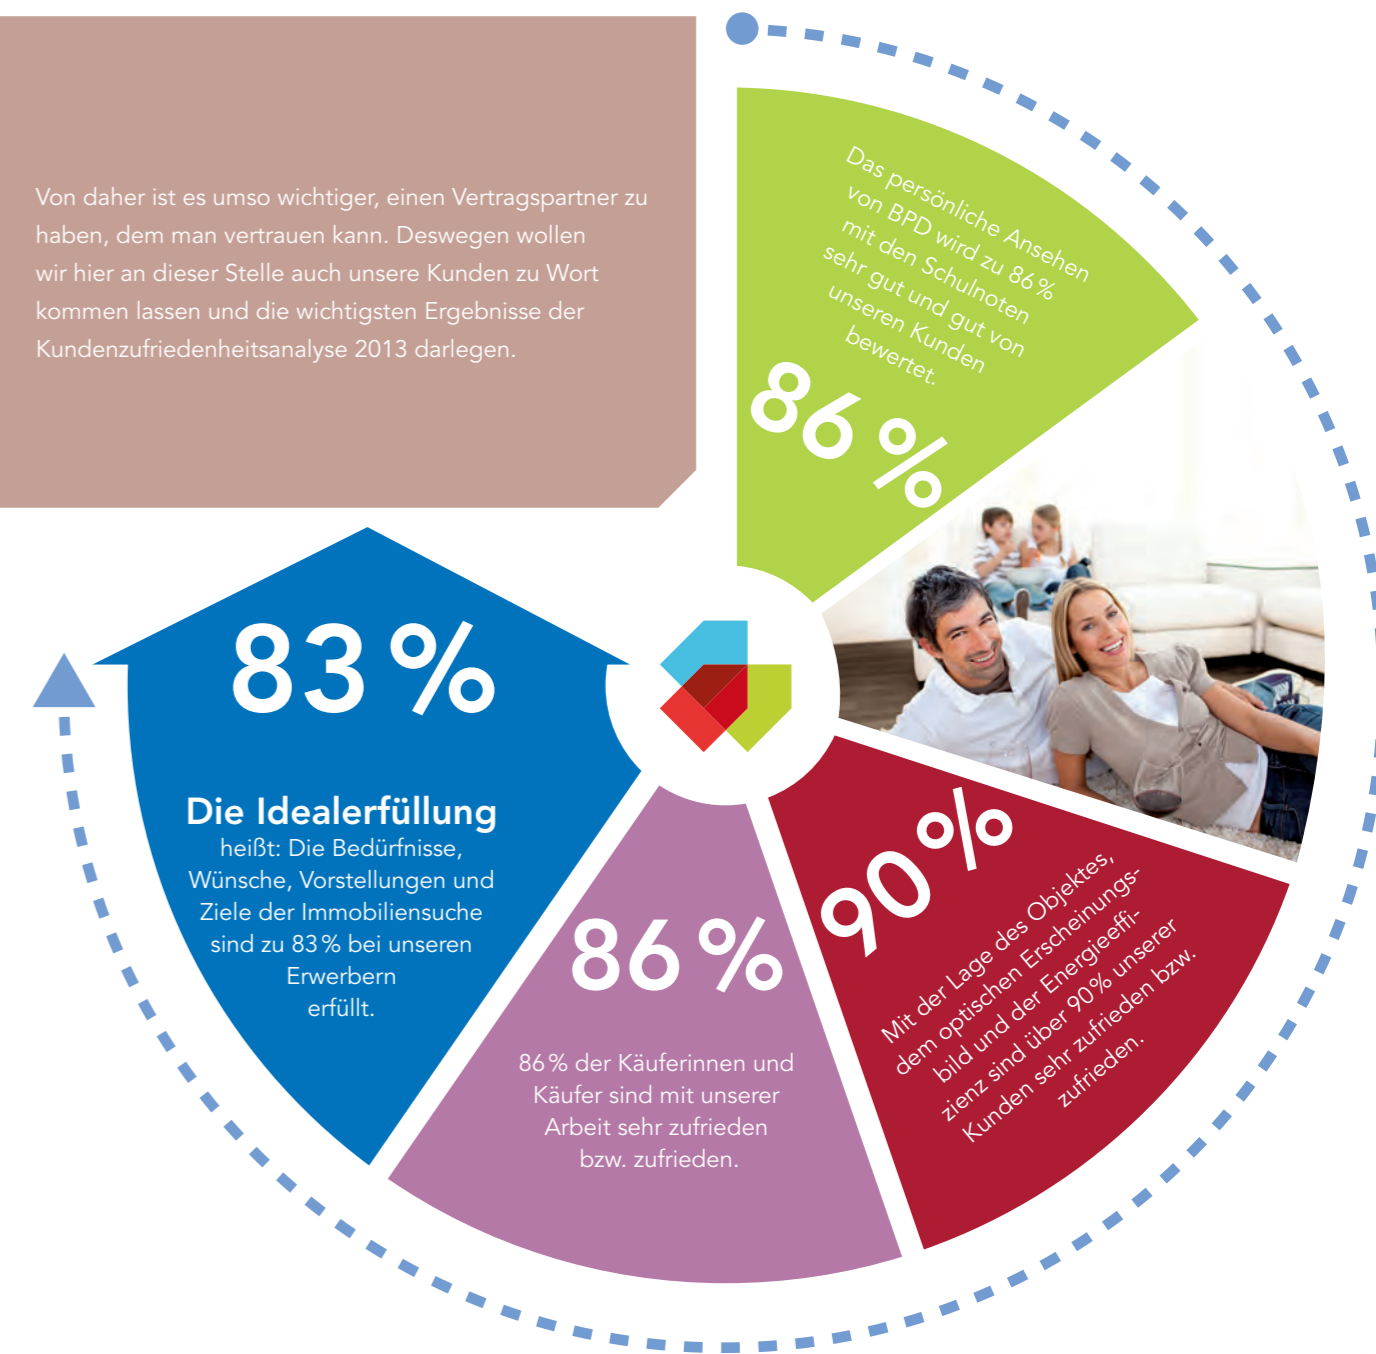 Von daher ist es umso wichtiger, einen Vertragspartner zu
haben, dem man vertrauen kann. Deswegen wollen
wir hier an dieser Stelle auch unsere Kunden zu Wort
kommen lassen und die wichtigsten Ergebnisse der
Kundenzufriedenheitsanalyse 2013 darlegen.
Das persönliche Ansehen
von BPD wird zu 86 %
mit den Schulnoten
sehr gut und gut von
unseren Kunden
bewertet.
86 %
90 %
Mit der Lage des Objektes,
dem optischen Erscheinungs-
bild und der Energieeffi-
zienz sind über 90 % unserer
Kunden sehr zufrieden bzw.
zufrieden.
86 %
86 % der Käuferinnen und
Käufer sind mit unserer
Arbeit sehr zufrieden
bzw. zufrieden.
83 %
Die Idealerfüllung
heißt: Die Bedürfnisse,
Wünsche, Vorstellungen und
Ziele der Immobiliensuche
sind zu 83 % bei unseren
Erwerbern
erfüllt.